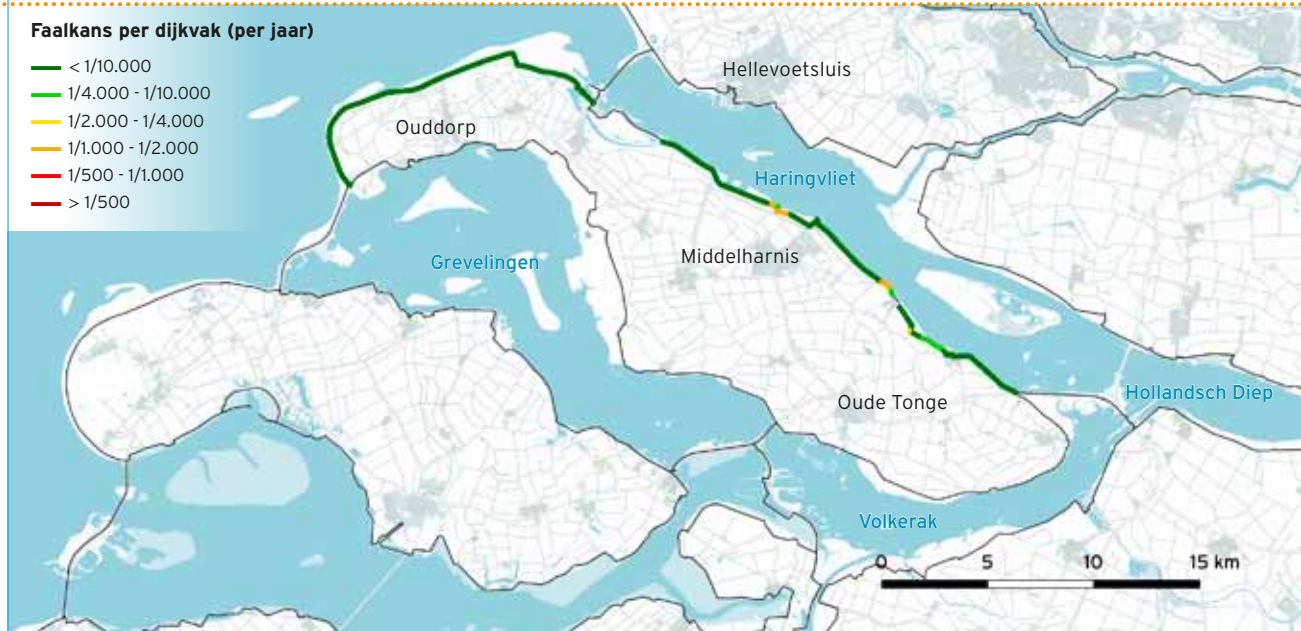 Faalkans per dijkvak (per jaar)
< 1/10.000
1/4.000 - 1/10.000
1/2.000 - 1/4.000
1/1.000 - 1/2.000
1/500 - 1/1.000
> 1/500
Hellevoetsluis
Ouddorp
Haringvliet
Middelharnis
Grevelingen
Hollandsch Diep
Oude Tonge
Volkerak
0 5 10 15 km